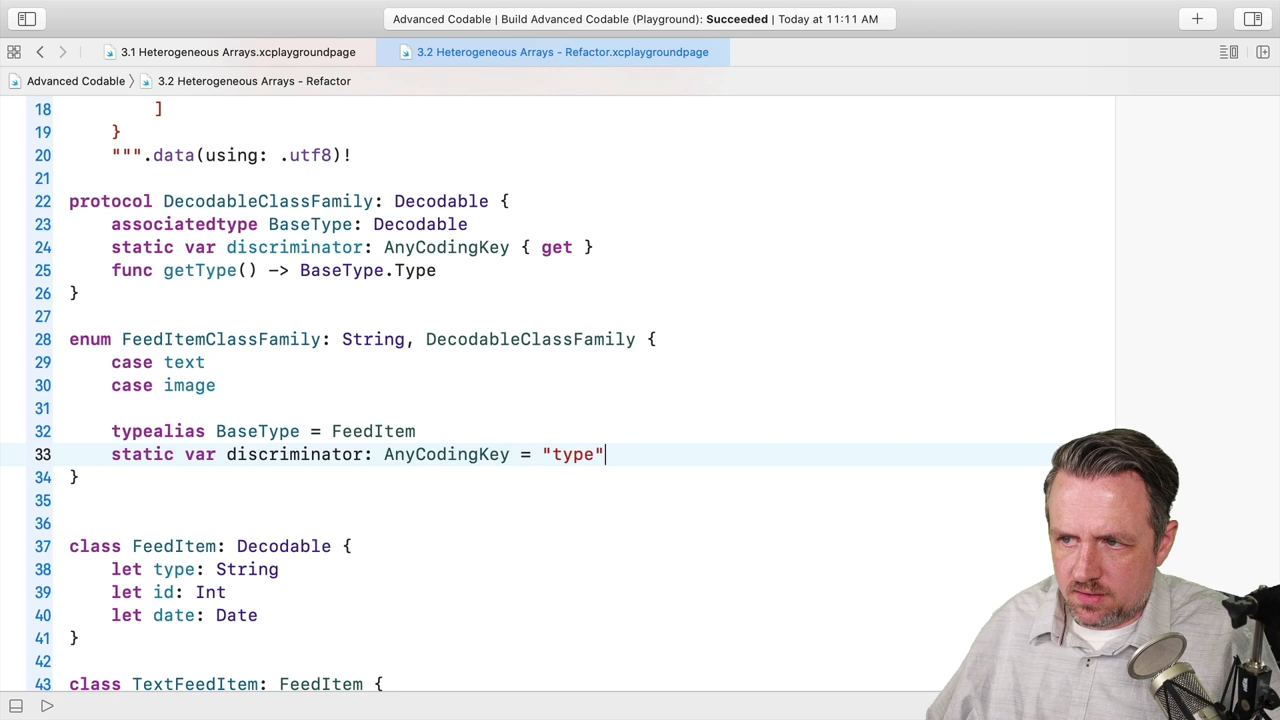 Advanced Codable | Build Advanced Codable (Playground): Succeeded | Today at 11:11 AM
3.1 Heterogeneous Arrays.xcplaygroundpage
3.2 Heterogeneous Arrays - Refactor.xcplaygroundpage
Advanced Codable 〉 3.2 Heterogeneous Arrays - Refactor
18 ]
19 }
20 """.data(using: .utf8)!
21
22 protocol DecodableClassFamily: Decodable {
23 associatedtype BaseType: Decodable
24 static var discriminator: AnyCodingKey { get }
25 func getType() -> BaseType.Type
26 }
27
28 enum FeedItemClassFamily: String, DecodableClassFamily {
29 case text
30 case image
31
32 typealias BaseType = FeedItem
33 static var discriminator: AnyCodingKey = "type"
34 }
35
36
37 class FeedItem: Decodable {
38 let type: String
39 let id: Int
40 let date: Date
41 }
42
43 class TextFeedItem: FeedItem {